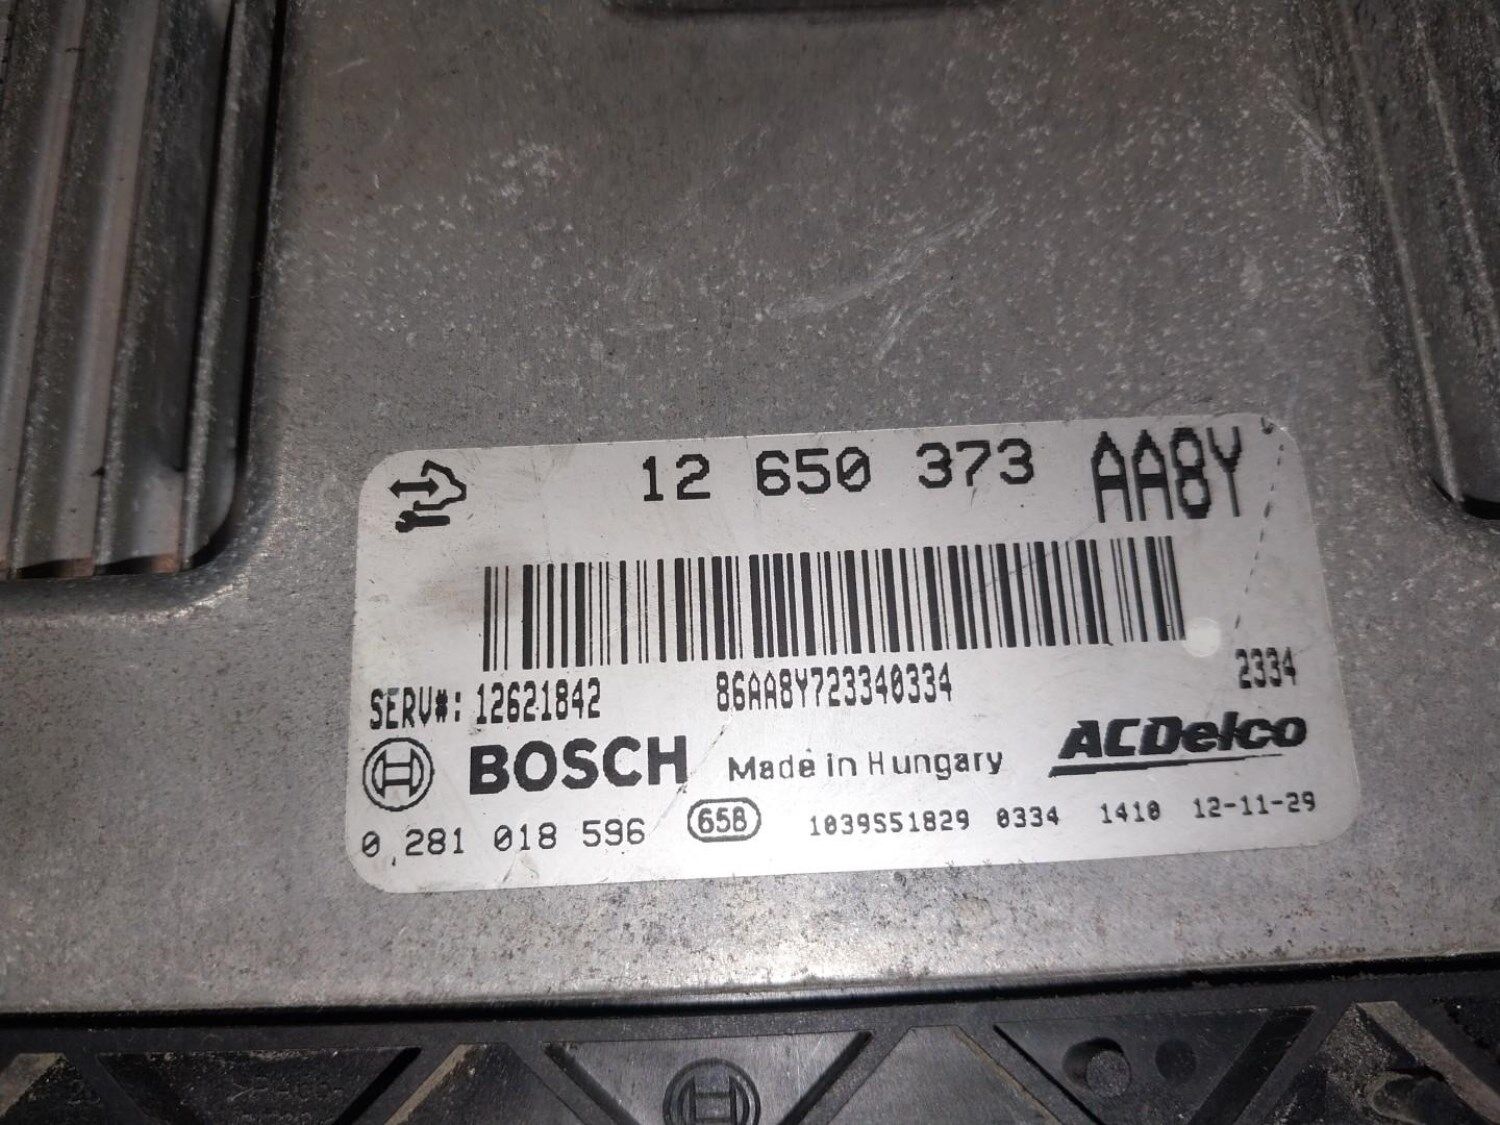 12 650 373 AA8Y
SERV#: 12621842 86AA8Y723340334 2334
BOSCH Made in Hungary ACDelco
0 281 018 596 658 1039S51829 0334 1410 12-11-29